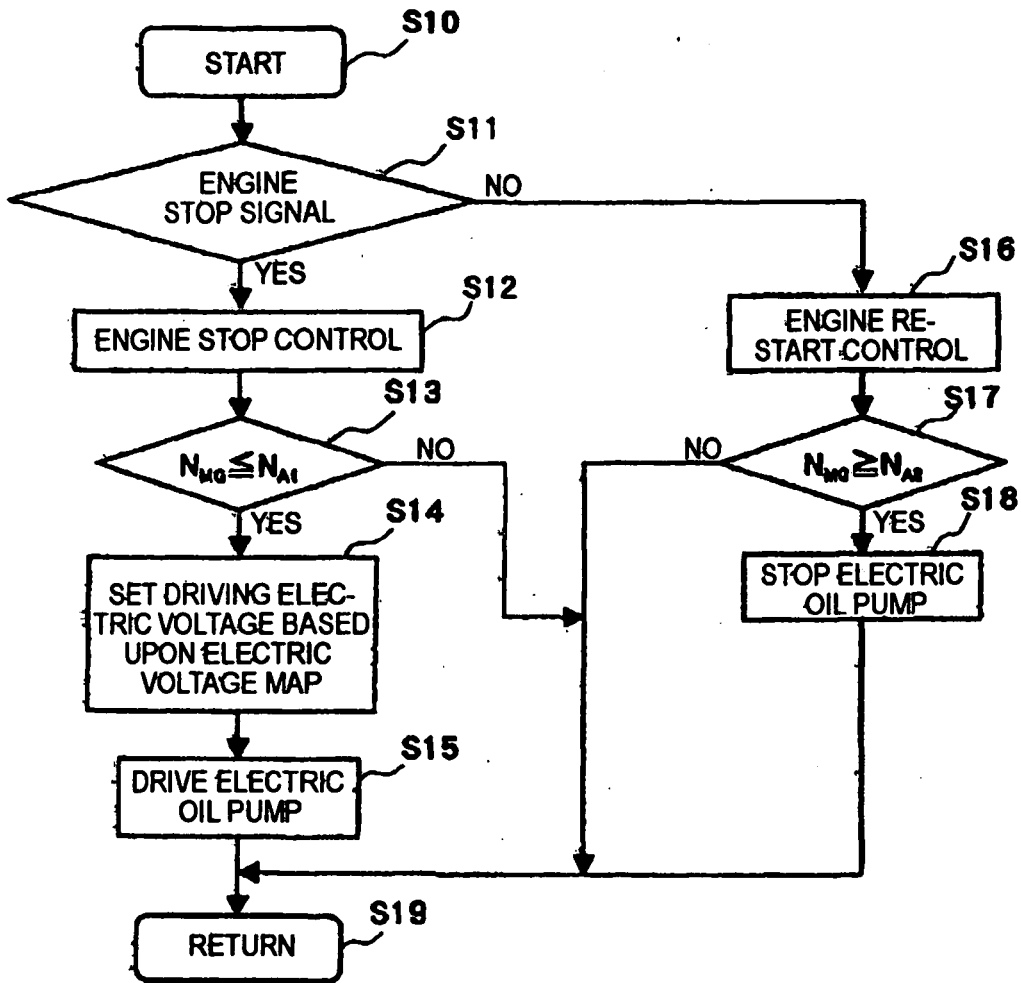 S10
START
S11
ENGINE
STOP SIGNAL
NO
YES
S12
ENGINE STOP CONTROL
S13
N_MG ≦ N_A1
NO
YES
S14
SET DRIVING ELEC-
TRIC VOLTAGE BASED
UPON ELECTRIC
VOLTAGE MAP
S15
DRIVE ELECTRIC
OIL PUMP
S16
ENGINE RE-
START CONTROL
S17
NO
N_MG ≧ N_A2
YES
S18
STOP ELECTRIC
OIL PUMP
S19
RETURN